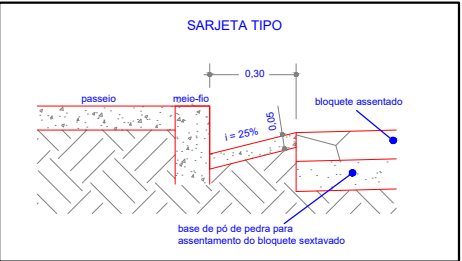 SARJETA TIPO
0,30
passeio
meio-fio
bloquete assentado
i = 25%
0,05
base de pó de pedra para
assentamento do bloquete sextavado